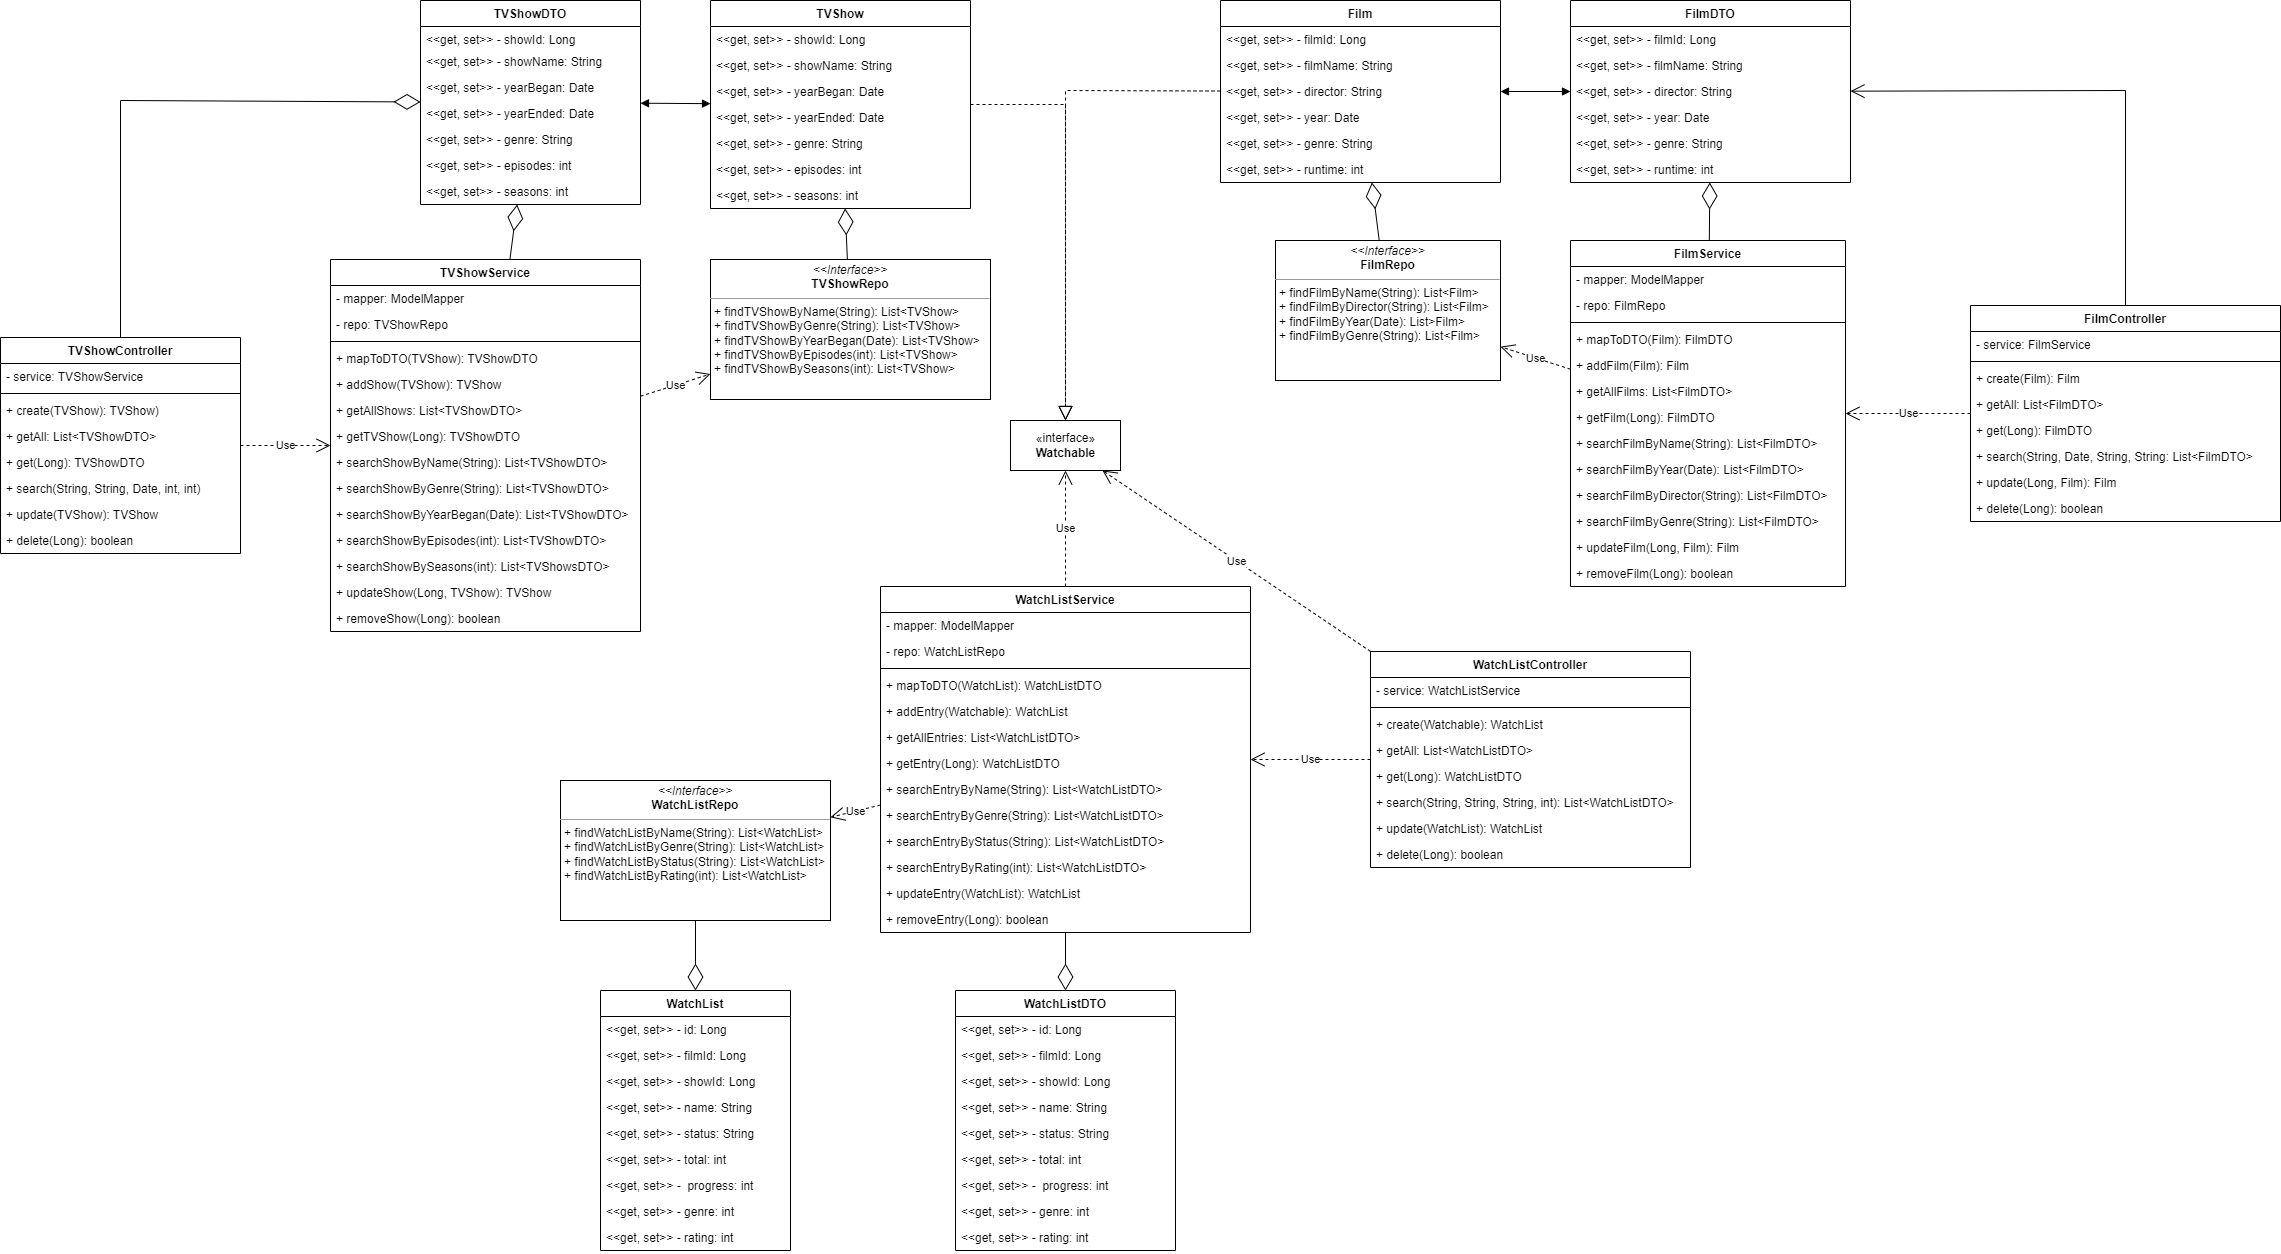 TVShowDTO
<<get, set>> - showId: Long
<<get, set>> - showName: String
<<get, set>> - yearBegan: Date
<<get, set>> - yearEnded: Date
<<get, set>> - genre: String
<<get, set>> - episodes: int
<<get, set>> - seasons: int
TVShow
<<get, set>> - showId: Long
<<get, set>> - showName: String
<<get, set>> - yearBegan: Date
<<get, set>> - yearEnded: Date
<<get, set>> - genre: String
<<get, set>> - episodes: int
<<get, set>> - seasons: int
Film
<<get, set>> - filmId: Long
<<get, set>> - filmName: String
<<get, set>> - director: String
<<get, set>> - year: Date
<<get, set>> - genre: String
<<get, set>> - runtime: int
FilmDTO
<<get, set>> - filmId: Long
<<get, set>> - filmName: String
<<get, set>> - director: String
<<get, set>> - year: Date
<<get, set>> - genre: String
<<get, set>> - runtime: int
TVShowController
- service: TVShowService
+ create(TVShow): TVShow)
+ getAll: List<TVShowDTO>
+ get(Long): TVShowDTO
+ search(String, String, Date, int, int)
+ update(TVShow): TVShow
+ delete(Long): boolean
Use
TVShowService
- mapper: ModelMapper
- repo: TVShowRepo
+ mapToDTO(TVShow): TVShowDTO
+ addShow(TVShow): TVShow
+ getAllShows: List<TVShowDTO>
+ getTVShow(Long): TVShowDTO
+ searchShowByName(String): List<TVShowDTO>
+ searchShowByGenre(String): List<TVShowDTO>
+ searchShowByYearBegan(Date): List<TVShowDTO>
+ searchShowByEpisodes(int): List<TVShowDTO>
+ searchShowBySeasons(int): List<TVShowsDTO>
+ updateShow(Long, TVShow): TVShow
+ removeShow(Long): boolean
Use
<<Interface>>
TVShowRepo
+ findTVShowByName(String): List<TVShow>
+ findTVShowByGenre(String): List<TVShow>
+ findTVShowByYearBegan(Date): List<TVShow>
+ findTVShowByEpisodes(int): List<TVShow>
+ findTVShowBySeasons(int): List<TVShow>
«interface»
Watchable
<<Interface>>
FilmRepo
+ findFilmByName(String): List<Film>
+ findFilmByDirector(String): List<Film>
+ findFilmByYear(Date): List>Film>
+ findFilmByGenre(String): List<Film>
Use
FilmService
- mapper: ModelMapper
- repo: FilmRepo
+ mapToDTO(Film): FilmDTO
+ addFilm(Film): Film
+ getAllFilms: List<FilmDTO>
+ getFilm(Long): FilmDTO
+ searchFilmByName(String): List<FilmDTO>
+ searchFilmByYear(Date): List<FilmDTO>
+ searchFilmByDirector(String): List<FilmDTO>
+ searchFilmByGenre(String): List<FilmDTO>
+ updateFilm(Long, Film): Film
+ removeFilm(Long): boolean
Use
FilmController
- service: FilmService
+ create(Film): Film
+ getAll: List<FilmDTO>
+ get(Long): FilmDTO
+ search(String, Date, String, String: List<FilmDTO>
+ update(Long, Film): Film
+ delete(Long): boolean
Use
Use
WatchListService
- mapper: ModelMapper
- repo: WatchListRepo
+ mapToDTO(WatchList): WatchListDTO
+ addEntry(Watchable): WatchList
+ getAllEntries: List<WatchListDTO>
+ getEntry(Long): WatchListDTO
+ searchEntryByName(String): List<WatchListDTO>
+ searchEntryByGenre(String): List<WatchListDTO>
+ searchEntryByStatus(String): List<WatchListDTO>
+ searchEntryByRating(int): List<WatchListDTO>
+ updateEntry(WatchList): WatchList
+ removeEntry(Long): boolean
Use
WatchListController
- service: WatchListService
+ create(Watchable): WatchList
+ getAll: List<WatchListDTO>
+ get(Long): WatchListDTO
+ search(String, String, String, int): List<WatchListDTO>
+ update(WatchList): WatchList
+ delete(Long): boolean
<<Interface>>
WatchListRepo
+ findWatchListByName(String): List<WatchList>
+ findWatchListByGenre(String): List<WatchList>
+ findWatchListByStatus(String): List<WatchList>
+ findWatchListByRating(int): List<WatchList>
Use
WatchList
<<get, set>> - id: Long
<<get, set>> - filmId: Long
<<get, set>> - showId: Long
<<get, set>> - name: String
<<get, set>> - status: String
<<get, set>> - total: int
<<get, set>> - progress: int
<<get, set>> - genre: int
<<get, set>> - rating: int
WatchListDTO
<<get, set>> - id: Long
<<get, set>> - filmId: Long
<<get, set>> - showId: Long
<<get, set>> - name: String
<<get, set>> - status: String
<<get, set>> - total: int
<<get, set>> - progress: int
<<get, set>> - genre: int
<<get, set>> - rating: int